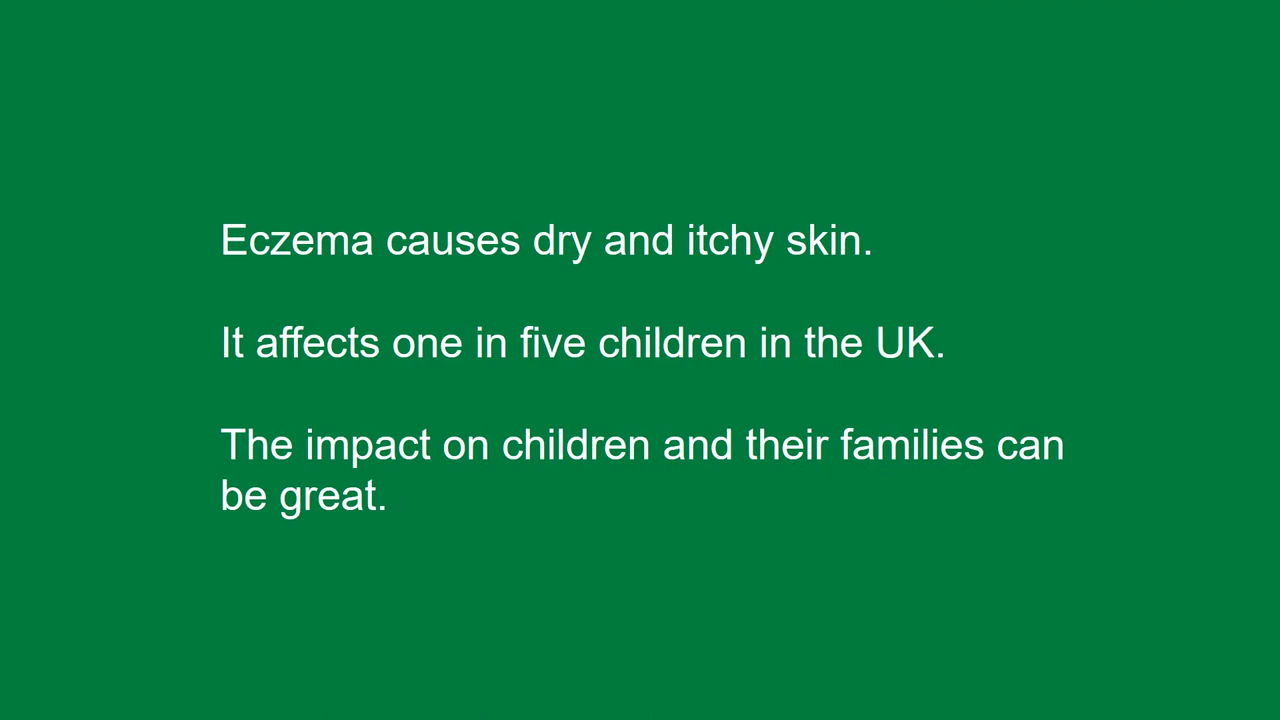 Eczema causes dry and itchy skin.
It affects one in five children in the UK.
The impact on children and their families can
be great.